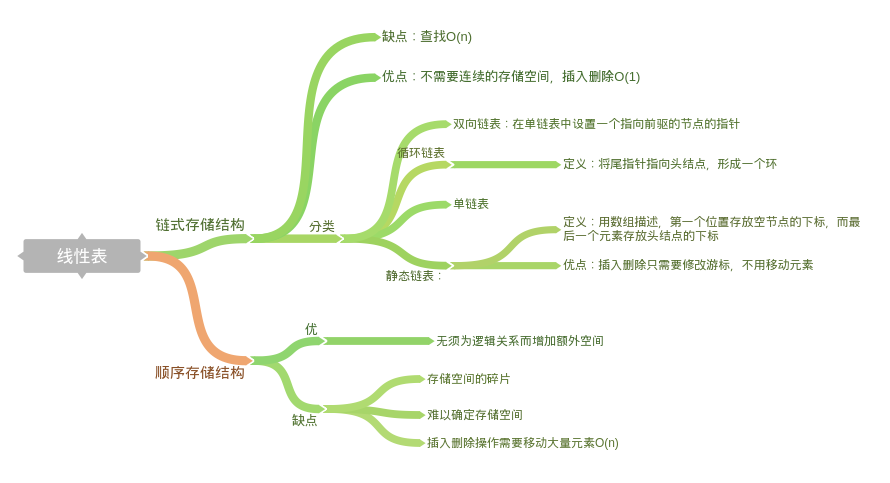 线性表
链式存储结构
缺点：查找O(n)
优点：不需要连续的存储空间，插入删除O(1)
分类
双向链表：在单链表中设置一个指向前驱的节点的指针
循环链表
定义：将尾指针指向头结点，形成一个环
单链表
静态链表：
定义：用数组描述，第一个位置存放空节点的下标，而最
后一个元素存放头结点的下标
优点：插入删除只需要修改游标，不用移动元素
顺序存储结构
优
无须为逻辑关系而增加额外空间
缺点
存储空间的碎片
难以确定存储空间
插入删除操作需要移动大量元素O(n)